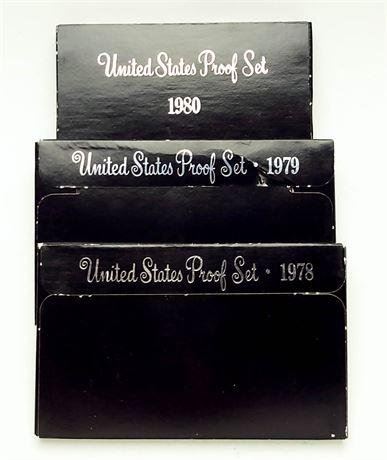 United States Proof Set
1980
United States Proof Set · 1979
United States Proof Set · 1978